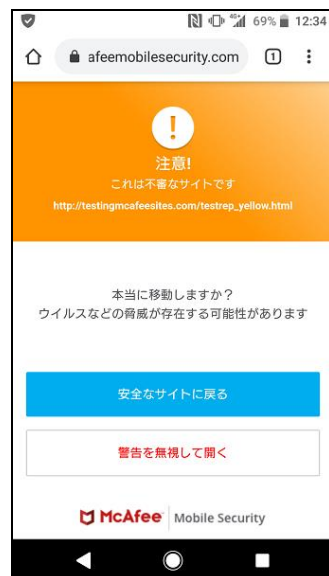 69% 12:34
afeemobilesecurity.com 1
!
注意!
これは不審なサイトです
http://testingmcafeesites.com/testrep_yellow.html
本当に移動しますか？
ウイルスなどの脅威が存在する可能性があります
安全なサイトに戻る
警告を無視して開く
McAfee Mobile Security